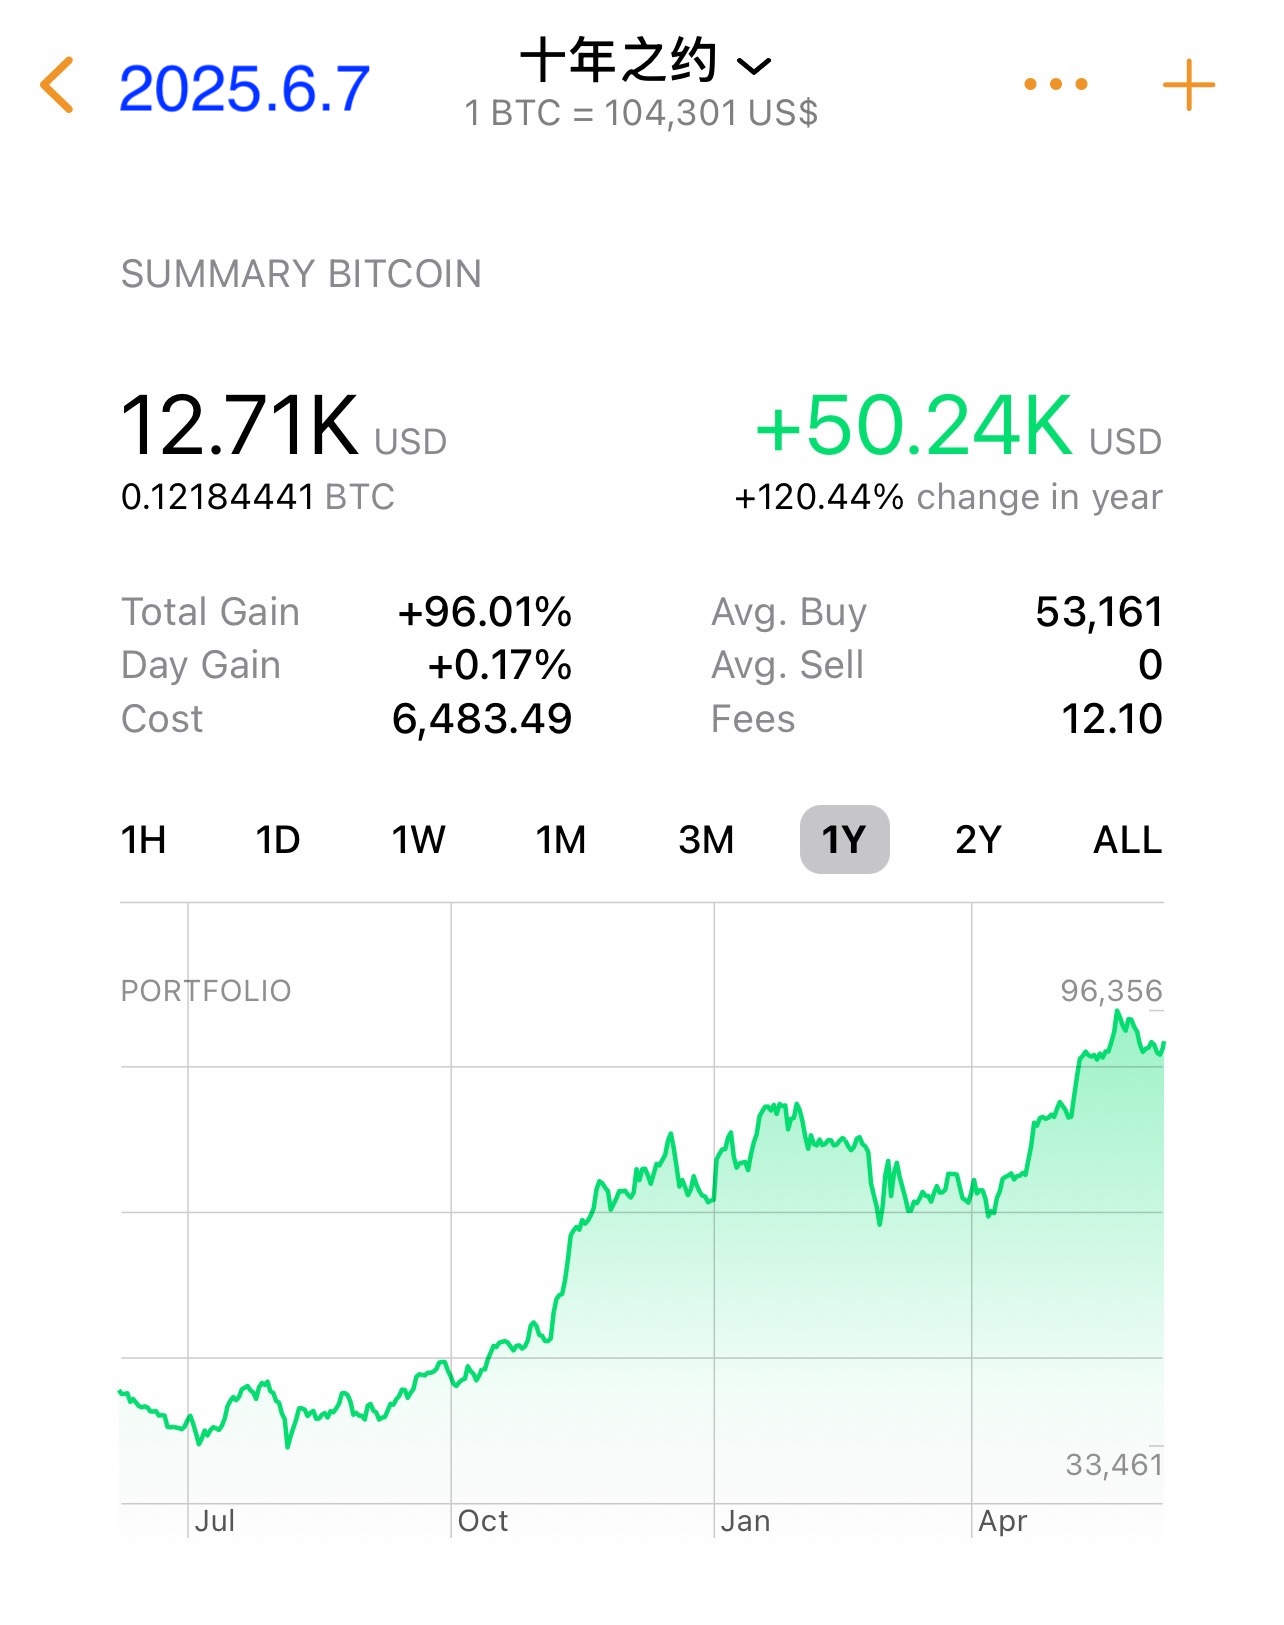 2025.6.7
十年之约
1 BTC = 104,301 US$
SUMMARY BITCOIN
12.71K USD
+50.24K USD
0.12184441 BTC
+120.44% change in year
Total Gain +96.01% Avg. Buy 53,161
Day Gain +0.17% Avg. Sell 0
Cost 6,483.49 Fees 12.10
1H 1D 1W 1M 3M 1Y 2Y ALL
PORTFOLIO 96,356
33,461
Jul Oct Jan Apr